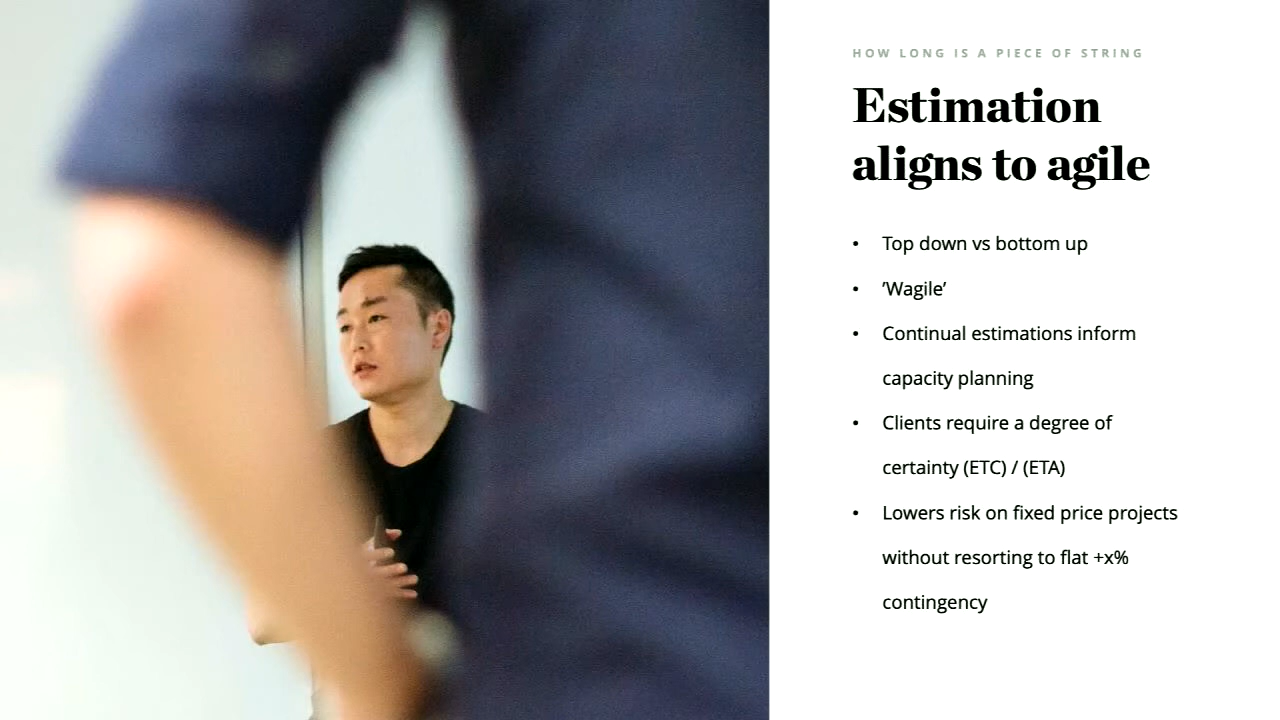 HOW LONG IS A PIECE OF STRING
Estimation
aligns to agile
• Top down vs bottom up
• ’Wagile’
• Continual estimations inform
capacity planning
• Clients require a degree of
certainty (ETC) / (ETA)
• Lowers risk on fixed price projects
without resorting to flat +x%
contingency